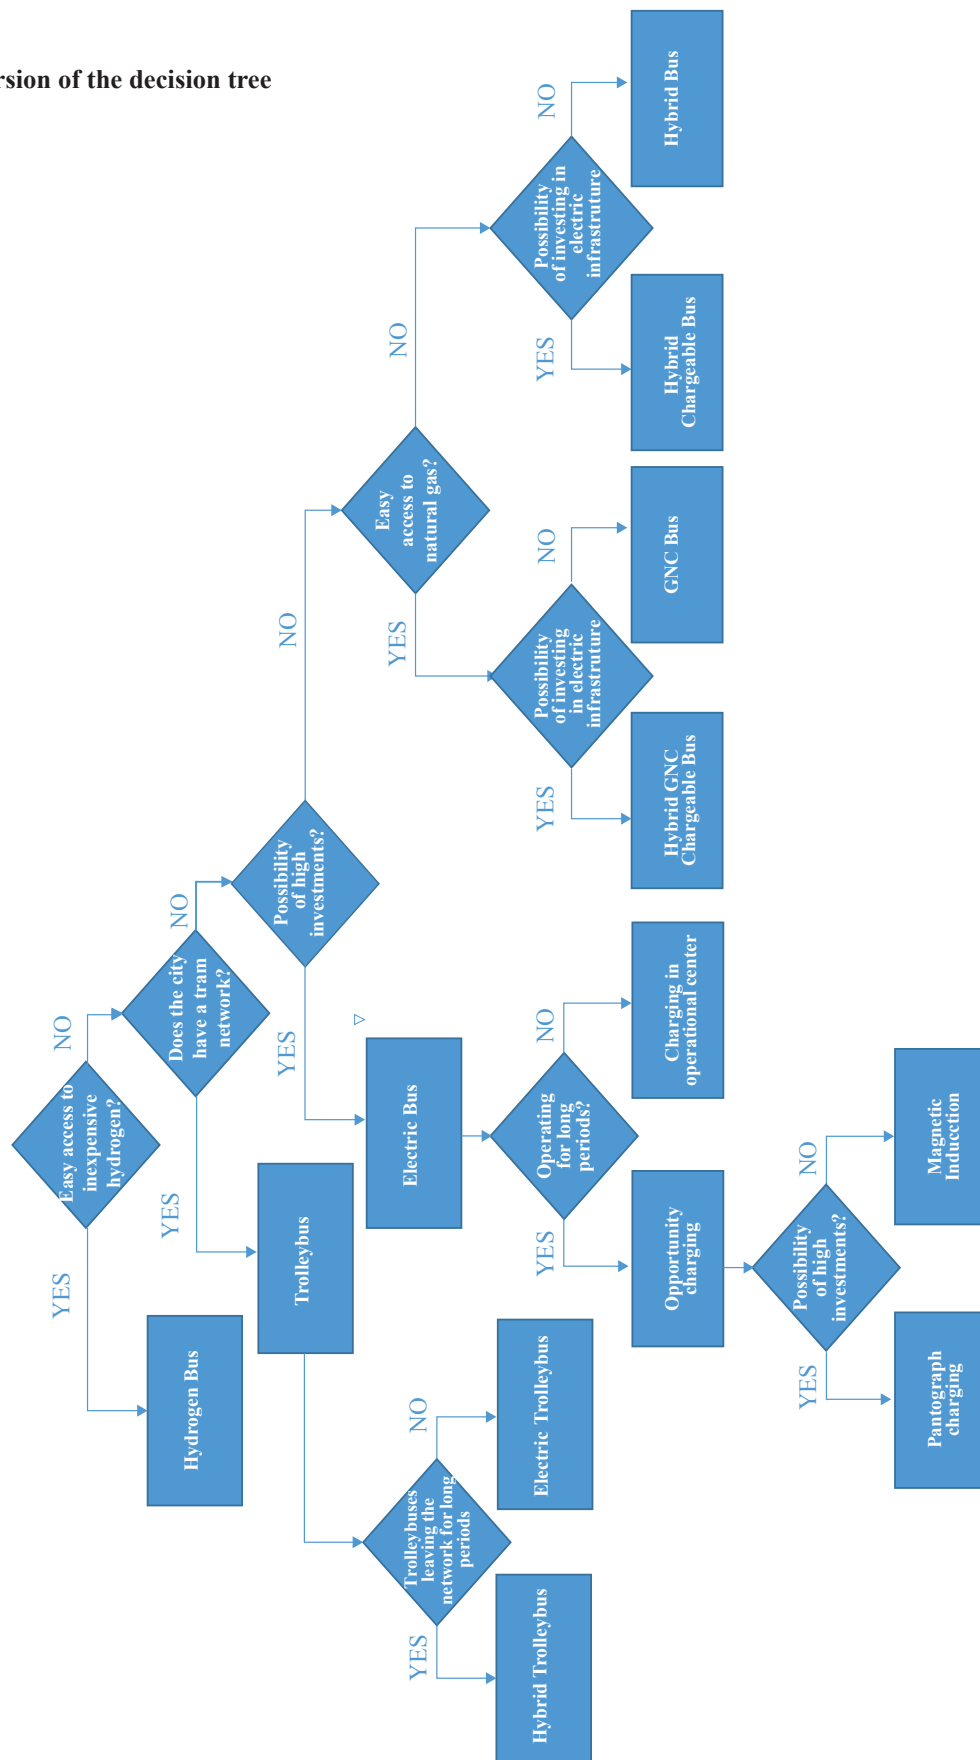 rsion of the decision tree
Easy access to
inexpensive
hydrogen?
YES
NO
Hydrogen Bus
Does the city
have a tram
network?
YES
NO
Trolleybus
Trolleybuses
leaving the
network for long
periods
YES
NO
Hybrid Trolleybus
Electric Trolleybus
Possibility
of high
investments?
YES
NO
Electric Bus
Operating
for long
periods?
YES
NO
Opportunity
charging
Charging in
operational center
Possibility
of high
investments?
YES
NO
Pantograph
charging
Magnetic
Inducction
Easy
access to
natural gas?
YES
NO
Possibility
of investing
in electric
infrastruture
YES
NO
Hybrid GNC
Chargeable Bus
GNC Bus
Possibility
of investing in
electric
infrastruture
YES
NO
Hybrid
Chargeable Bus
Hybrid Bus